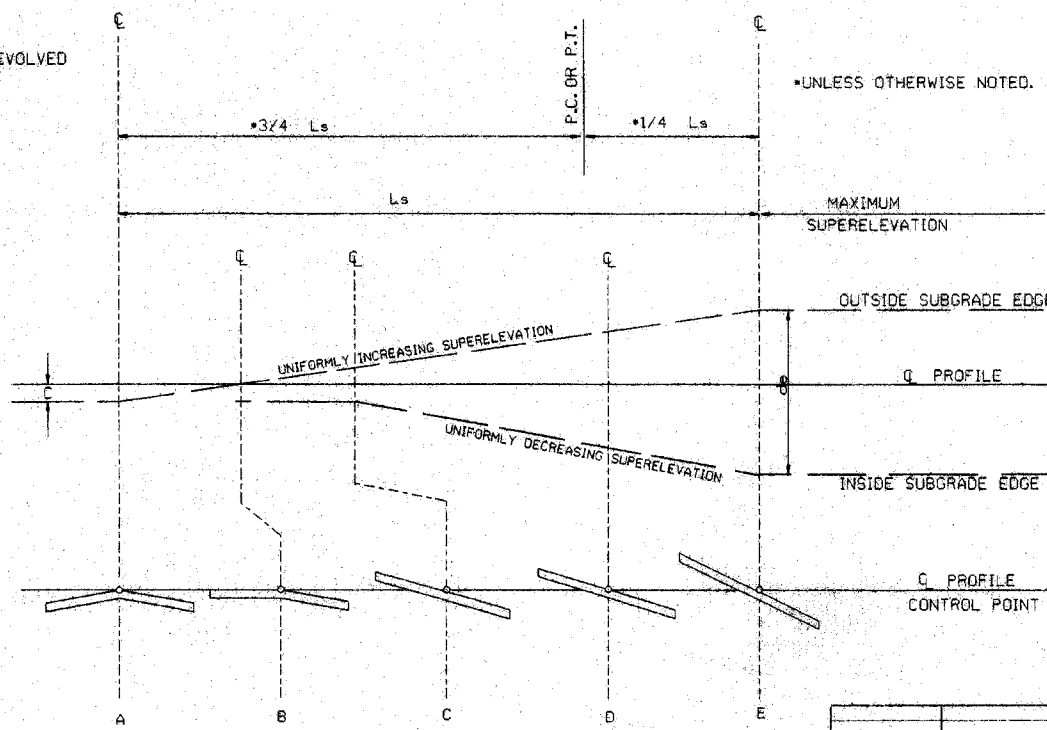 ℄
℄
EVOLVED
P.C. OR P.T.
*UNLESS OTHERWISE NOTED.
*3/4 Ls
*1/4 Ls
Ls
MAXIMUM
SUPERELEVATION
℄
℄
℄
OUTSIDE SUBGRADE EDGE
UNIFORMLY INCREASING SUPERELEVATION
C
℄ PROFILE
UNIFORMLY DECREASING SUPERELEVATION
INSIDE SUBGRADE EDGE
℄ PROFILE
CONTROL POINT
A
B
C
D
E